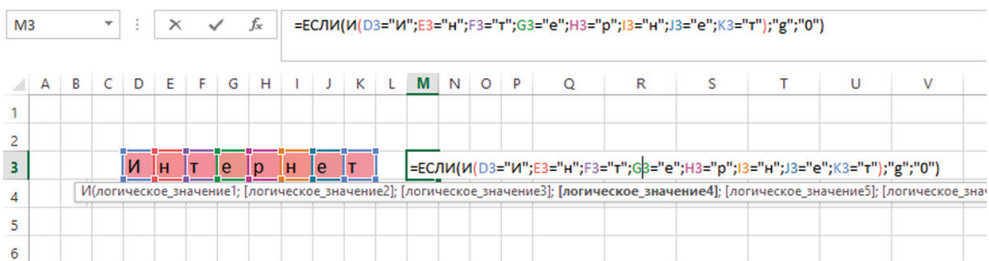 M3 fx =ЕСЛИ(И(D3="И";E3="н";F3="т";G3="е";H3="р";I3="н";J3="е";K3="т");"g";"0")
A B C D E F G H I J K L M N O P Q R S T U V
1
2
3 И н т е р н е т =ЕСЛИ(И(D3="И";E3="н";F3="т";G3="е";H3="р";I3="н";J3="е";K3="т");"g";"0")
И(логическое_значение1; [логическое_значение2]; [логическое_значение3]; [логическое_значение4]; [логическое_значение5]; [логическое_зна
4
5
6